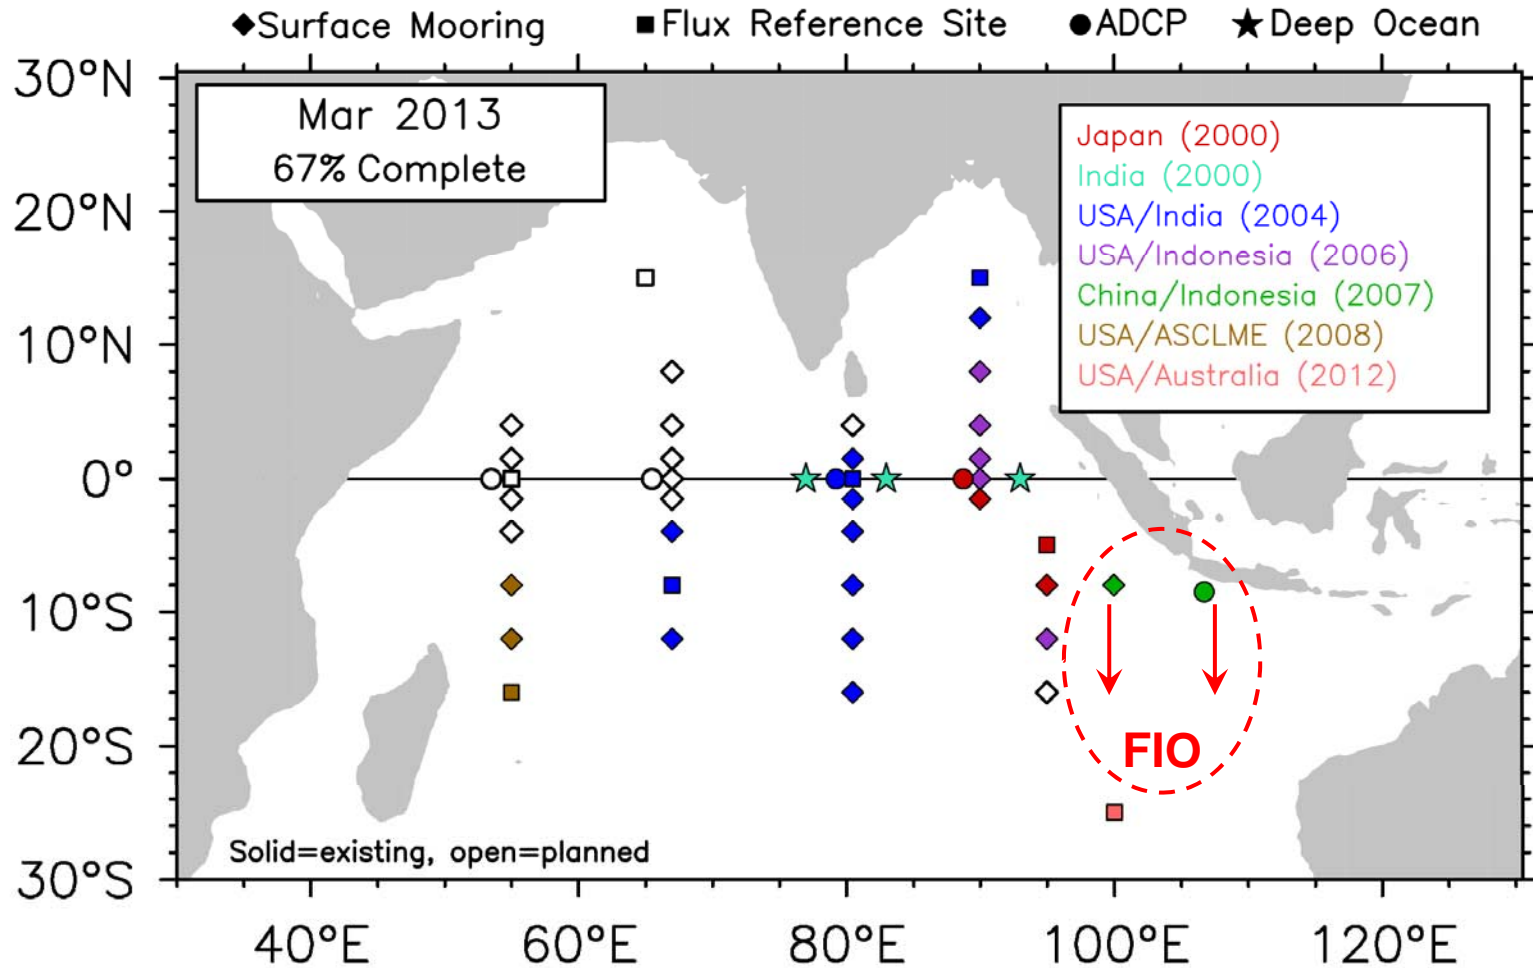 Surface Mooring Flux Reference Site ADCP Deep Ocean
30°N
20°N
10°N
0°
10°S
20°S
30°S
Mar 2013
67% Complete
Japan (2000)
India (2000)
USA/India (2004)
USA/Indonesia (2006)
China/Indonesia (2007)
USA/ASCLME (2008)
USA/Australia (2012)
FIO
Solid=existing, open=planned
40°E 60°E 80°E 100°E 120°E